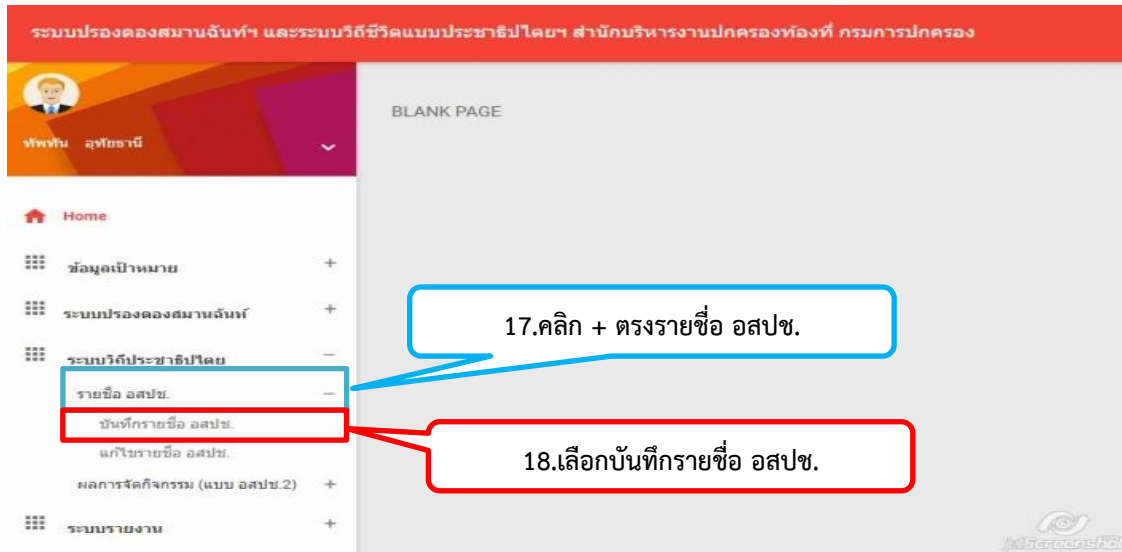 ระบบปรองดองสมานฉันท์ฯ และระบบวิถีชีวิตแบบประชาธิปไตยฯ สำนักบริหารงานปกครองท้องที่ กรมการปกครอง
ทัพทัน อุทัยธานี
BLANK PAGE
Home
ข้อมูลเป้าหมาย +
ระบบปรองดองสมานฉันท์ +
17.คลิก + ตรงรายชื่อ อสปช.
ระบบวิถีประชาธิปไตย −
รายชื่อ อสปช. −
บันทึกรายชื่อ อสปช.
แก้ไขรายชื่อ อสปช.
18.เลือกบันทึกรายชื่อ อสปช.
ผลการจัดกิจกรรม (แบบ อสปช.2) +
ระบบรายงาน +